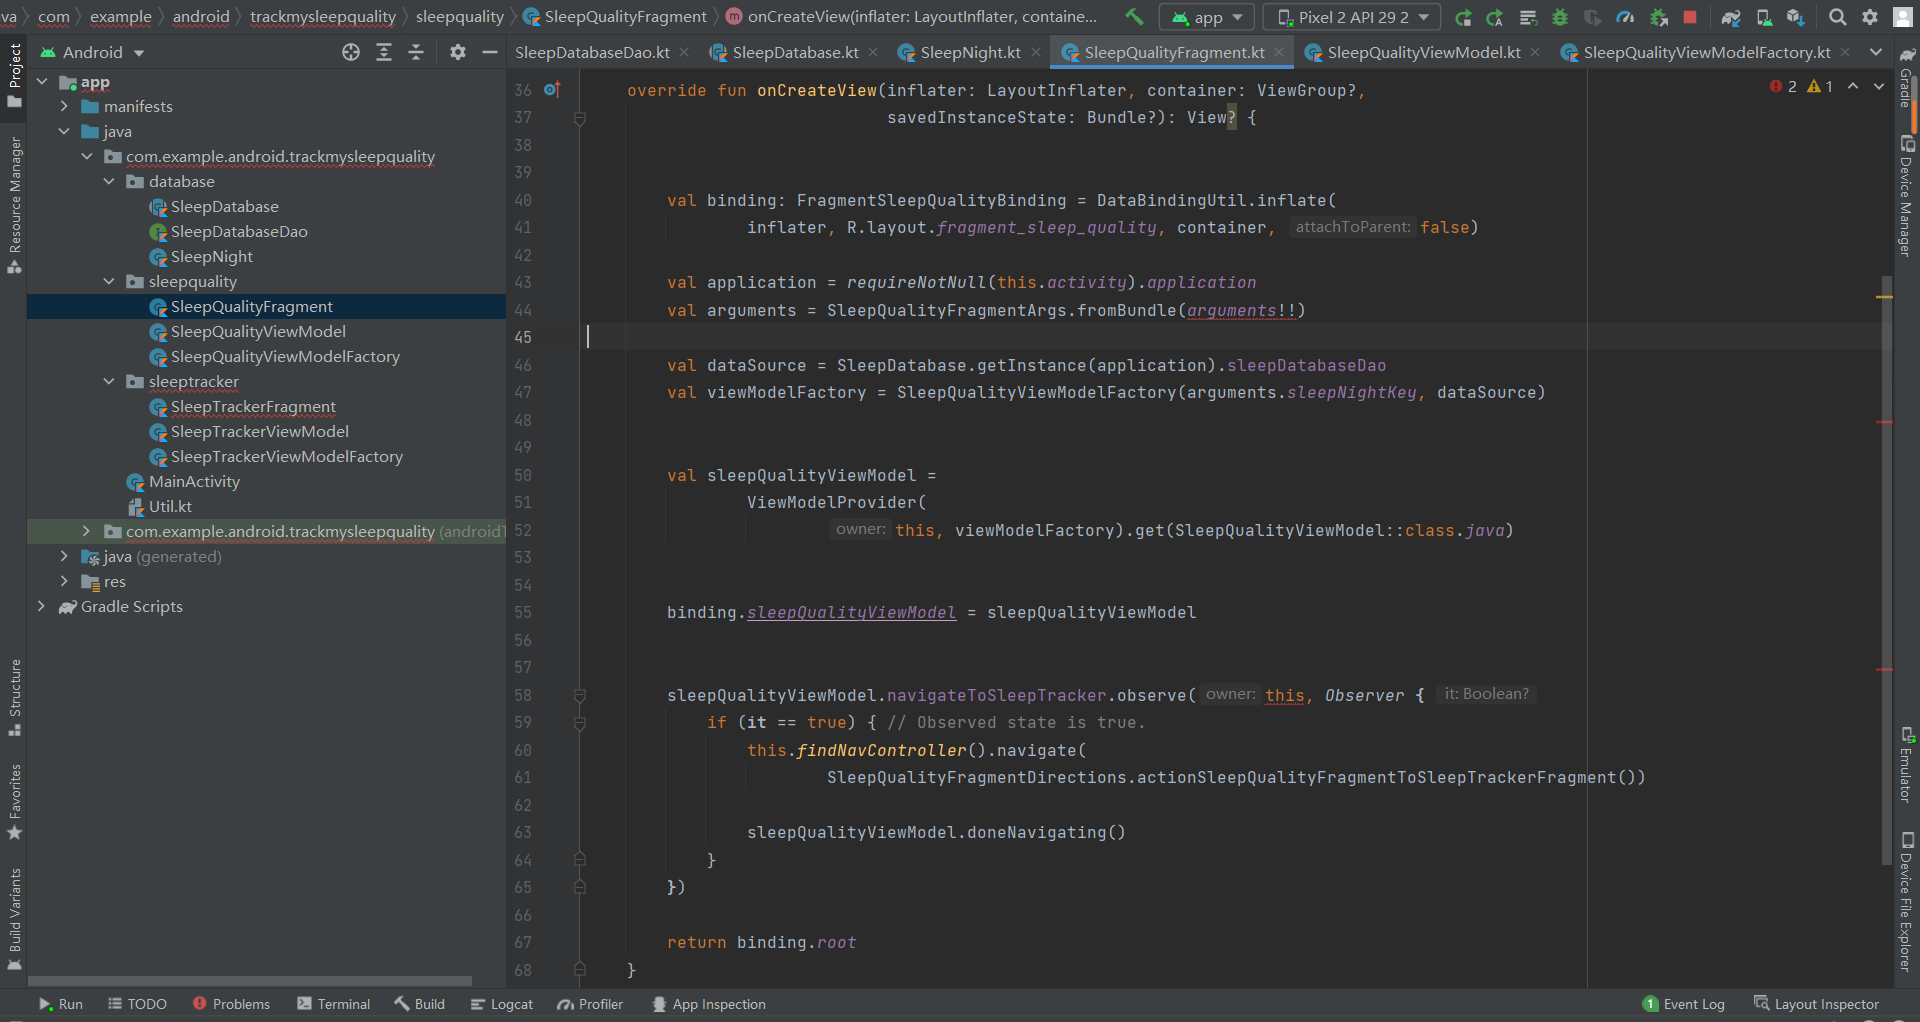 va
com
example
android
trackmysleepquality
sleepquality
SleepQualityFragment
m
onCreateView(inflater: LayoutInflater, containe...
app
Pixel 2 API 29 2
Android
SleepDatabaseDao.kt
SleepDatabase.kt
SleepNight.kt
SleepQualityFragment.kt
SleepQualityViewModel.kt
SleepQualityViewModelFactory.kt
Project
Resource Manager
Structure
Favorites
Build Variants
app
manifests
java
com.example.android.trackmysleepquality
database
SleepDatabase
SleepDatabaseDao
SleepNight
sleepquality
SleepQualityFragment
SleepQualityViewModel
SleepQualityViewModelFactory
sleeptracker
SleepTrackerFragment
SleepTrackerViewModel
SleepTrackerViewModelFactory
MainActivity
Util.kt
com.example.android.trackmysleepquality (androidT
java (generated)
res
Gradle Scripts
2 1
36 override fun onCreateView(inflater: LayoutInflater, container: ViewGroup?,
37 savedInstanceState: Bundle?): View? {
38
39
40 val binding: FragmentSleepQualityBinding = DataBindingUtil.inflate(
41 inflater, R.layout.fragment_sleep_quality, container, attachToParent: false)
42
43 val application = requireNotNull(this.activity).application
44 val arguments = SleepQualityFragmentArgs.fromBundle(arguments!!)
45
46 val dataSource = SleepDatabase.getInstance(application).sleepDatabaseDao
47 val viewModelFactory = SleepQualityViewModelFactory(arguments.sleepNightKey, dataSource)
48
49
50 val sleepQualityViewModel =
51 ViewModelProvider(
52 owner: this, viewModelFactory).get(SleepQualityViewModel::class.java)
53
54
55 binding.sleepQualityViewModel = sleepQualityViewModel
56
57
58 sleepQualityViewModel.navigateToSleepTracker.observe( owner: this, Observer { it: Boolean?
59 if (it == true) { // Observed state is true.
60 this.findNavController().navigate(
61 SleepQualityFragmentDirections.actionSleepQualityFragmentToSleepTrackerFragment())
62
63 sleepQualityViewModel.doneNavigating()
64 }
65 })
66
67 return binding.root
68 }
Gradle
Device Manager
Emulator
Device File Explorer
Run
TODO
Problems
Terminal
Build
Logcat
Profiler
App Inspection
1 Event Log
Layout Inspector